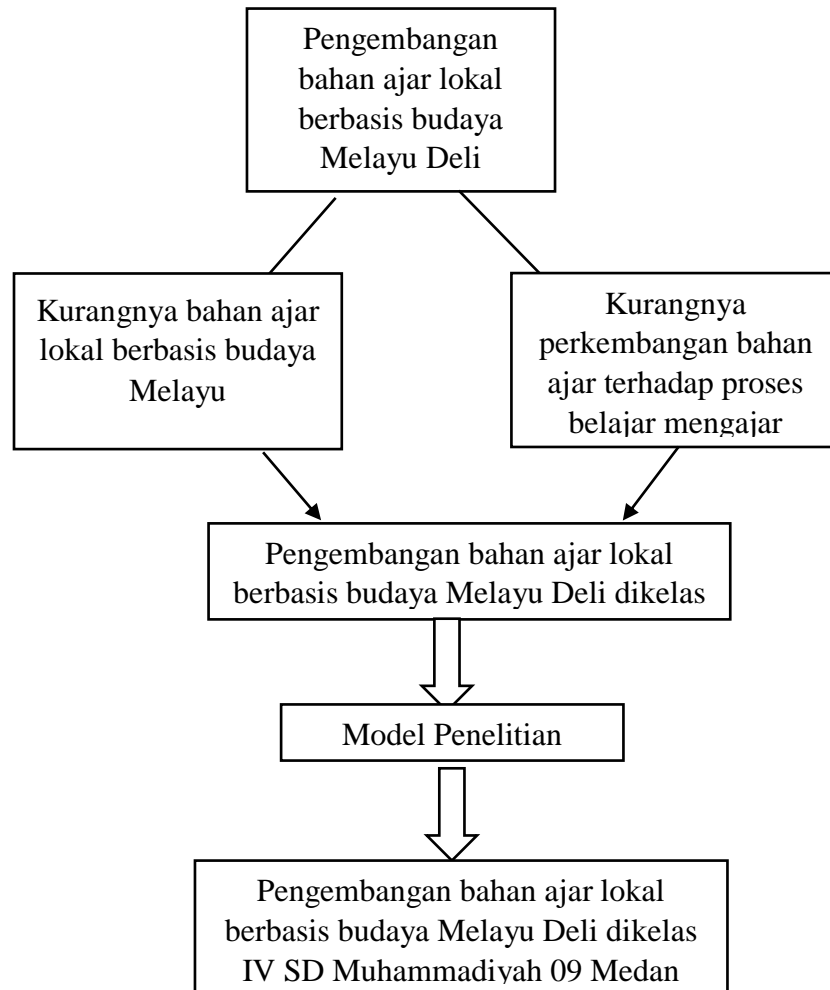 Pengembangan
bahan ajar lokal
berbasis budaya
Melayu Deli
Kurangnya bahan ajar
lokal berbasis budaya
Melayu
Kurangnya
perkembangan bahan
ajar terhadap proses
belajar mengajar
Pengembangan bahan ajar lokal
berbasis budaya Melayu Deli dikelas
Model Penelitian
Pengembangan bahan ajar lokal
berbasis budaya Melayu Deli dikelas
IV SD Muhammadiyah 09 Medan